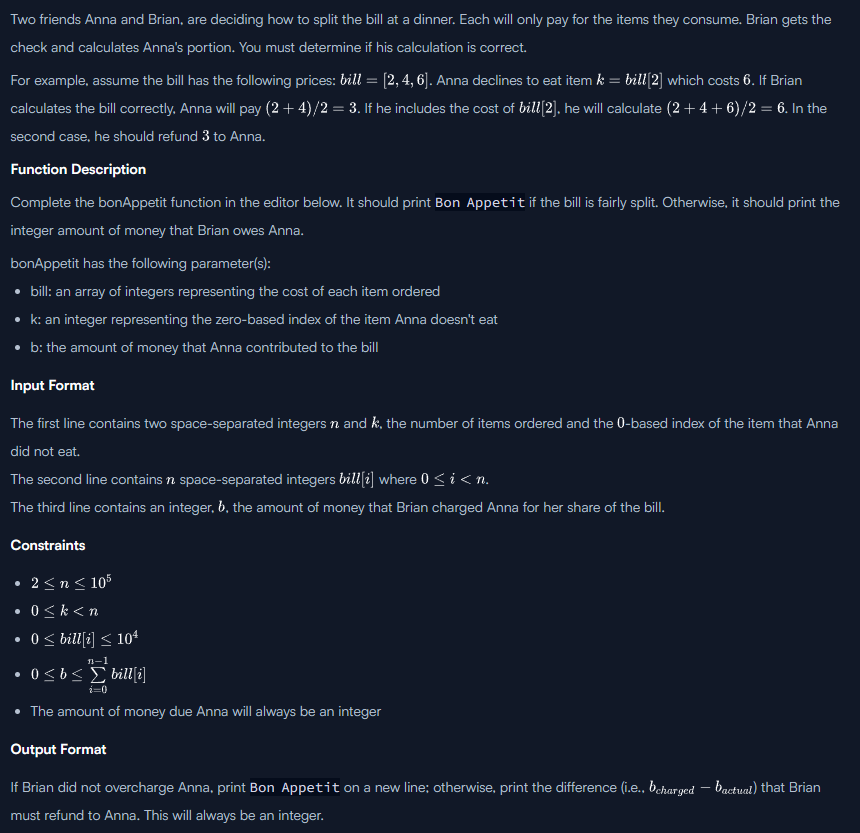 Two friends Anna and Brian, are deciding how to split the bill at a dinner. Each will only pay for the items they consume. Brian gets the
check and calculates Anna's portion. You must determine if his calculation is correct.
For example, assume the bill has the following prices: bill = [2, 4, 6]. Anna declines to eat item k = bill[2] which costs 6. If Brian
calculates the bill correctly, Anna will pay (2 + 4)/2 = 3. If he includes the cost of bill[2], he will calculate (2 + 4 + 6)/2 = 6. In the
second case, he should refund 3 to Anna.
Function Description
Complete the bonAppetit function in the editor below. It should print Bon Appetit if the bill is fairly split. Otherwise, it should print the
integer amount of money that Brian owes Anna.
bonAppetit has the following parameter(s):
• bill: an array of integers representing the cost of each item ordered
• k: an integer representing the zero-based index of the item Anna doesn't eat
• b: the amount of money that Anna contributed to the bill
Input Format
The first line contains two space-separated integers n and k, the number of items ordered and the 0-based index of the item that Anna
did not eat.
The second line contains n space-separated integers bill[i] where 0 ≤ i < n.
The third line contains an integer, b, the amount of money that Brian charged Anna for her share of the bill.
Constraints
• 2 ≤ n ≤ 10⁵
• 0 ≤ k < n
• 0 ≤ bill[i] ≤ 10⁴
• 0 ≤ b ≤ ∑_{i=0}^{n−1} bill[i]
• The amount of money due Anna will always be an integer
Output Format
If Brian did not overcharge Anna, print Bon Appetit on a new line; otherwise, print the difference (i.e., b_{charged} − b_{actual}) that Brian
must refund to Anna. This will always be an integer.